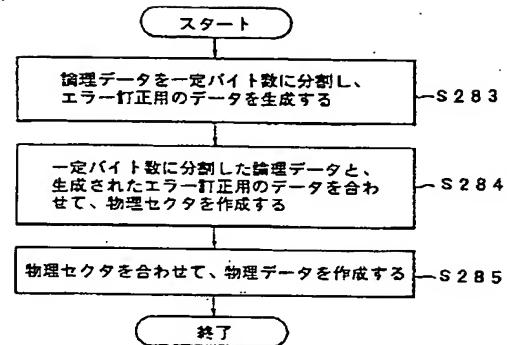 スタート
論理データを一定バイト数に分割し、
エラー訂正用のデータを生成する
S283
一定バイト数に分割した論理データと、
生成されたエラー訂正用のデータを合わ
せて、物理セクタを作成する
S284
物理セクタを合わせて、物理データを作成する
S285
終了